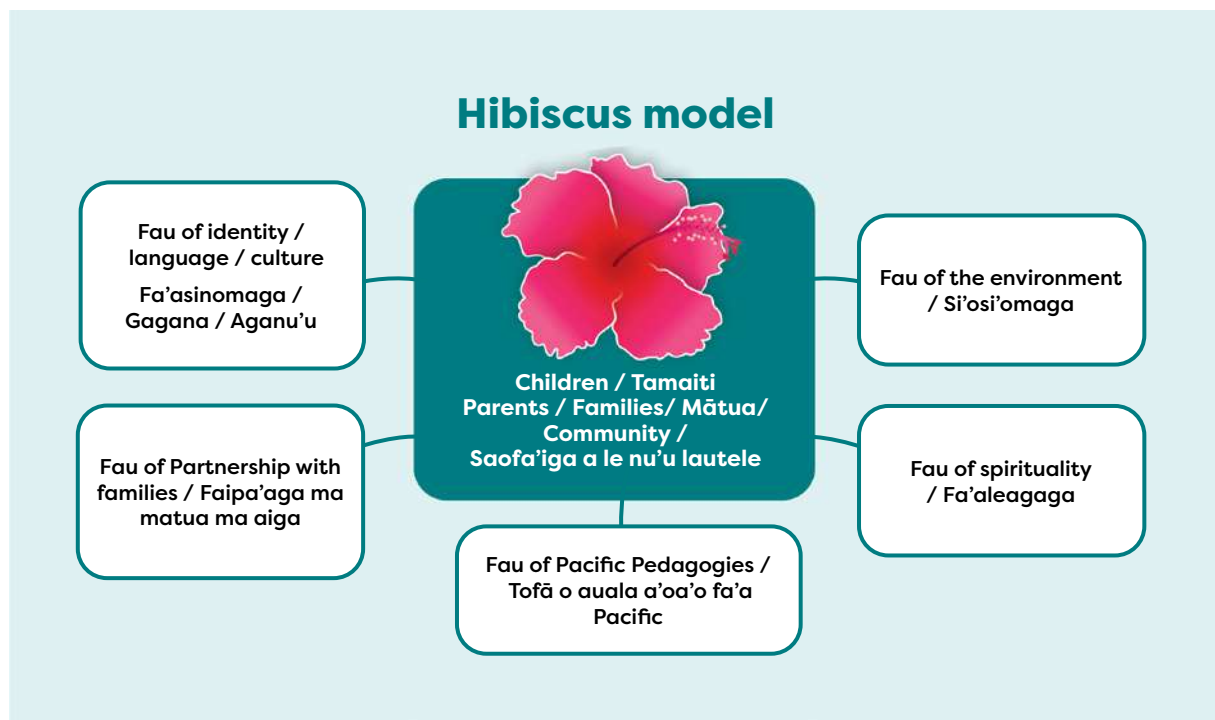 Hibiscus model
Fau of identity /
language / culture
Fa'asinomaga /
Gagana / Aganu'u
Fau of Partnership with
families / Faipa'aga ma
matua ma aiga
Children / Tamaiti
Parents / Families/ Mātua/
Community /
Saofa'iga a le nu'u lautele
Fau of Pacific Pedagogies /
Tofā o auala a'oa'o fa'a
Pacific
Fau of the environment
/ Si'osi'omaga
Fau of spirituality
/ Fa'aleagaga